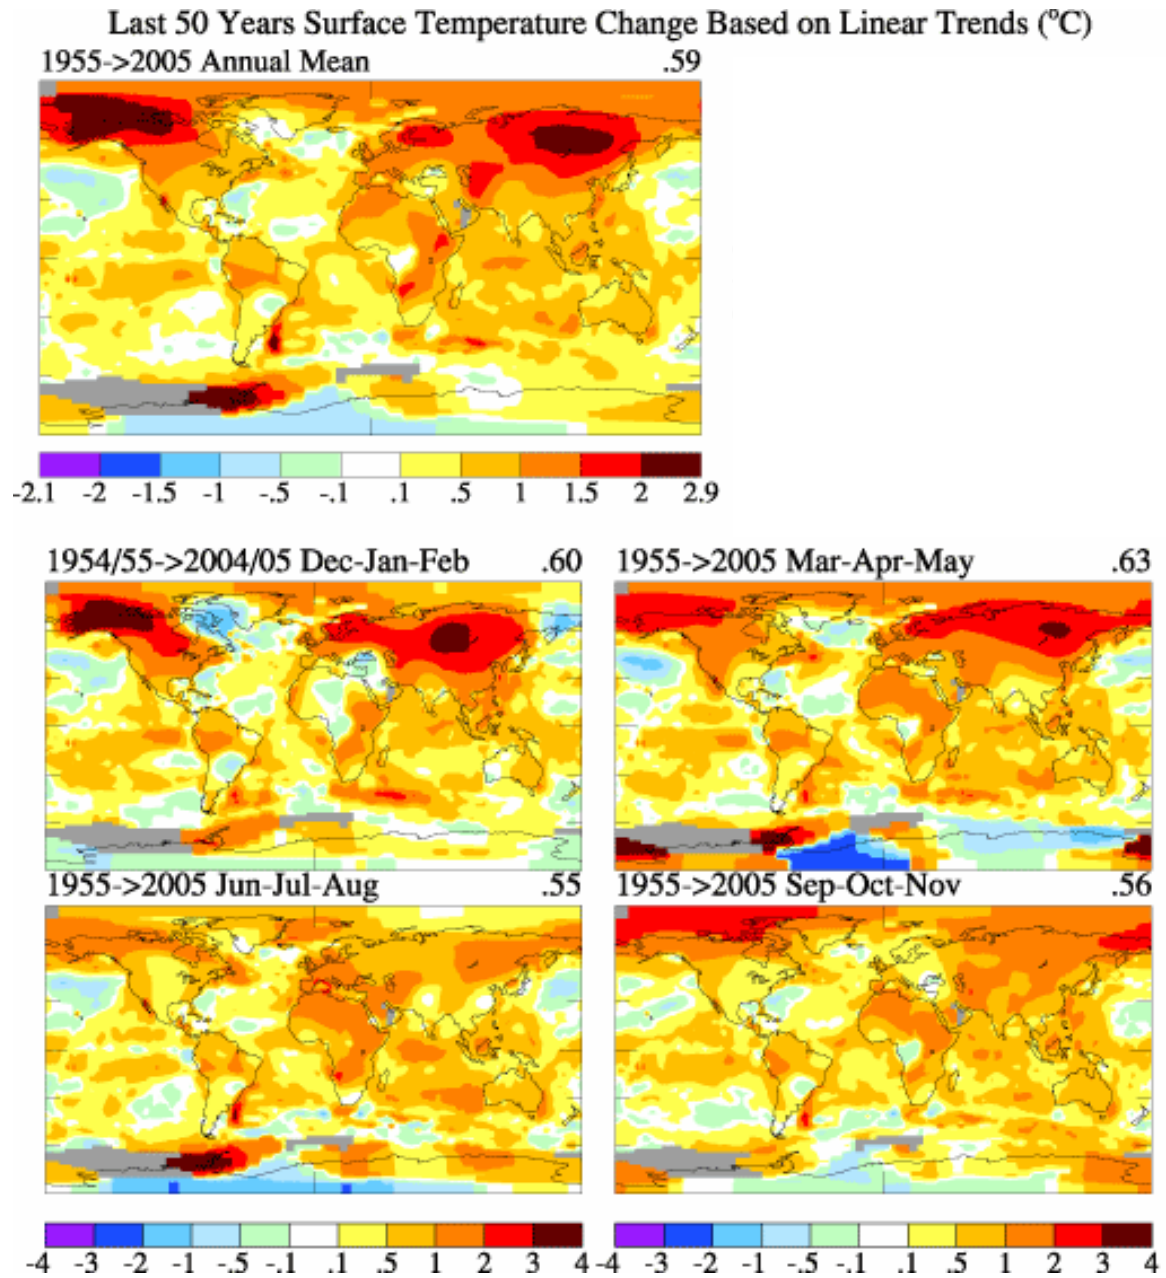 Last 50 Years Surface Temperature Change Based on Linear Trends (°C)
1955->2005 Annual Mean .59
-2.1 -2 -1.5 -1 -.5 -.1 .1 .5 1 1.5 2 2.9
1954/55->2004/05 Dec-Jan-Feb .60 1955->2005 Mar-Apr-May .63
1955->2005 Jun-Jul-Aug .55 1955->2005 Sep-Oct-Nov .56
-4 -3 -2 -1 -.5 -.1 .1 .5 1 2 3 4 -4 -3 -2 -1 -.5 -.1 .1 .5 1 2 3 4